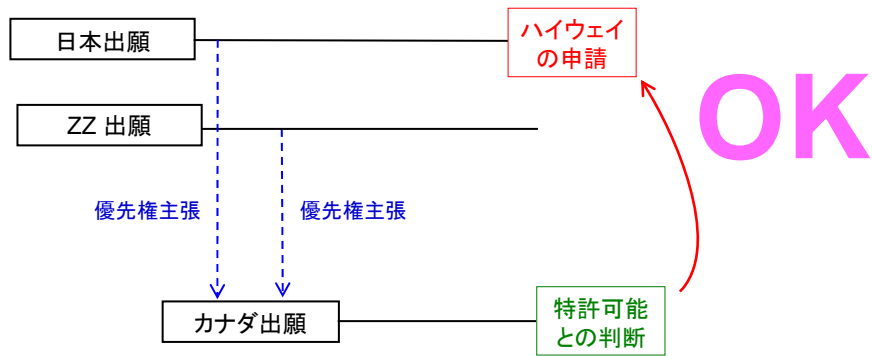 日本出願
ハイウェイ
の申請
OK
ZZ 出願
優先権主張
優先権主張
カナダ出願
特許可能
との判断